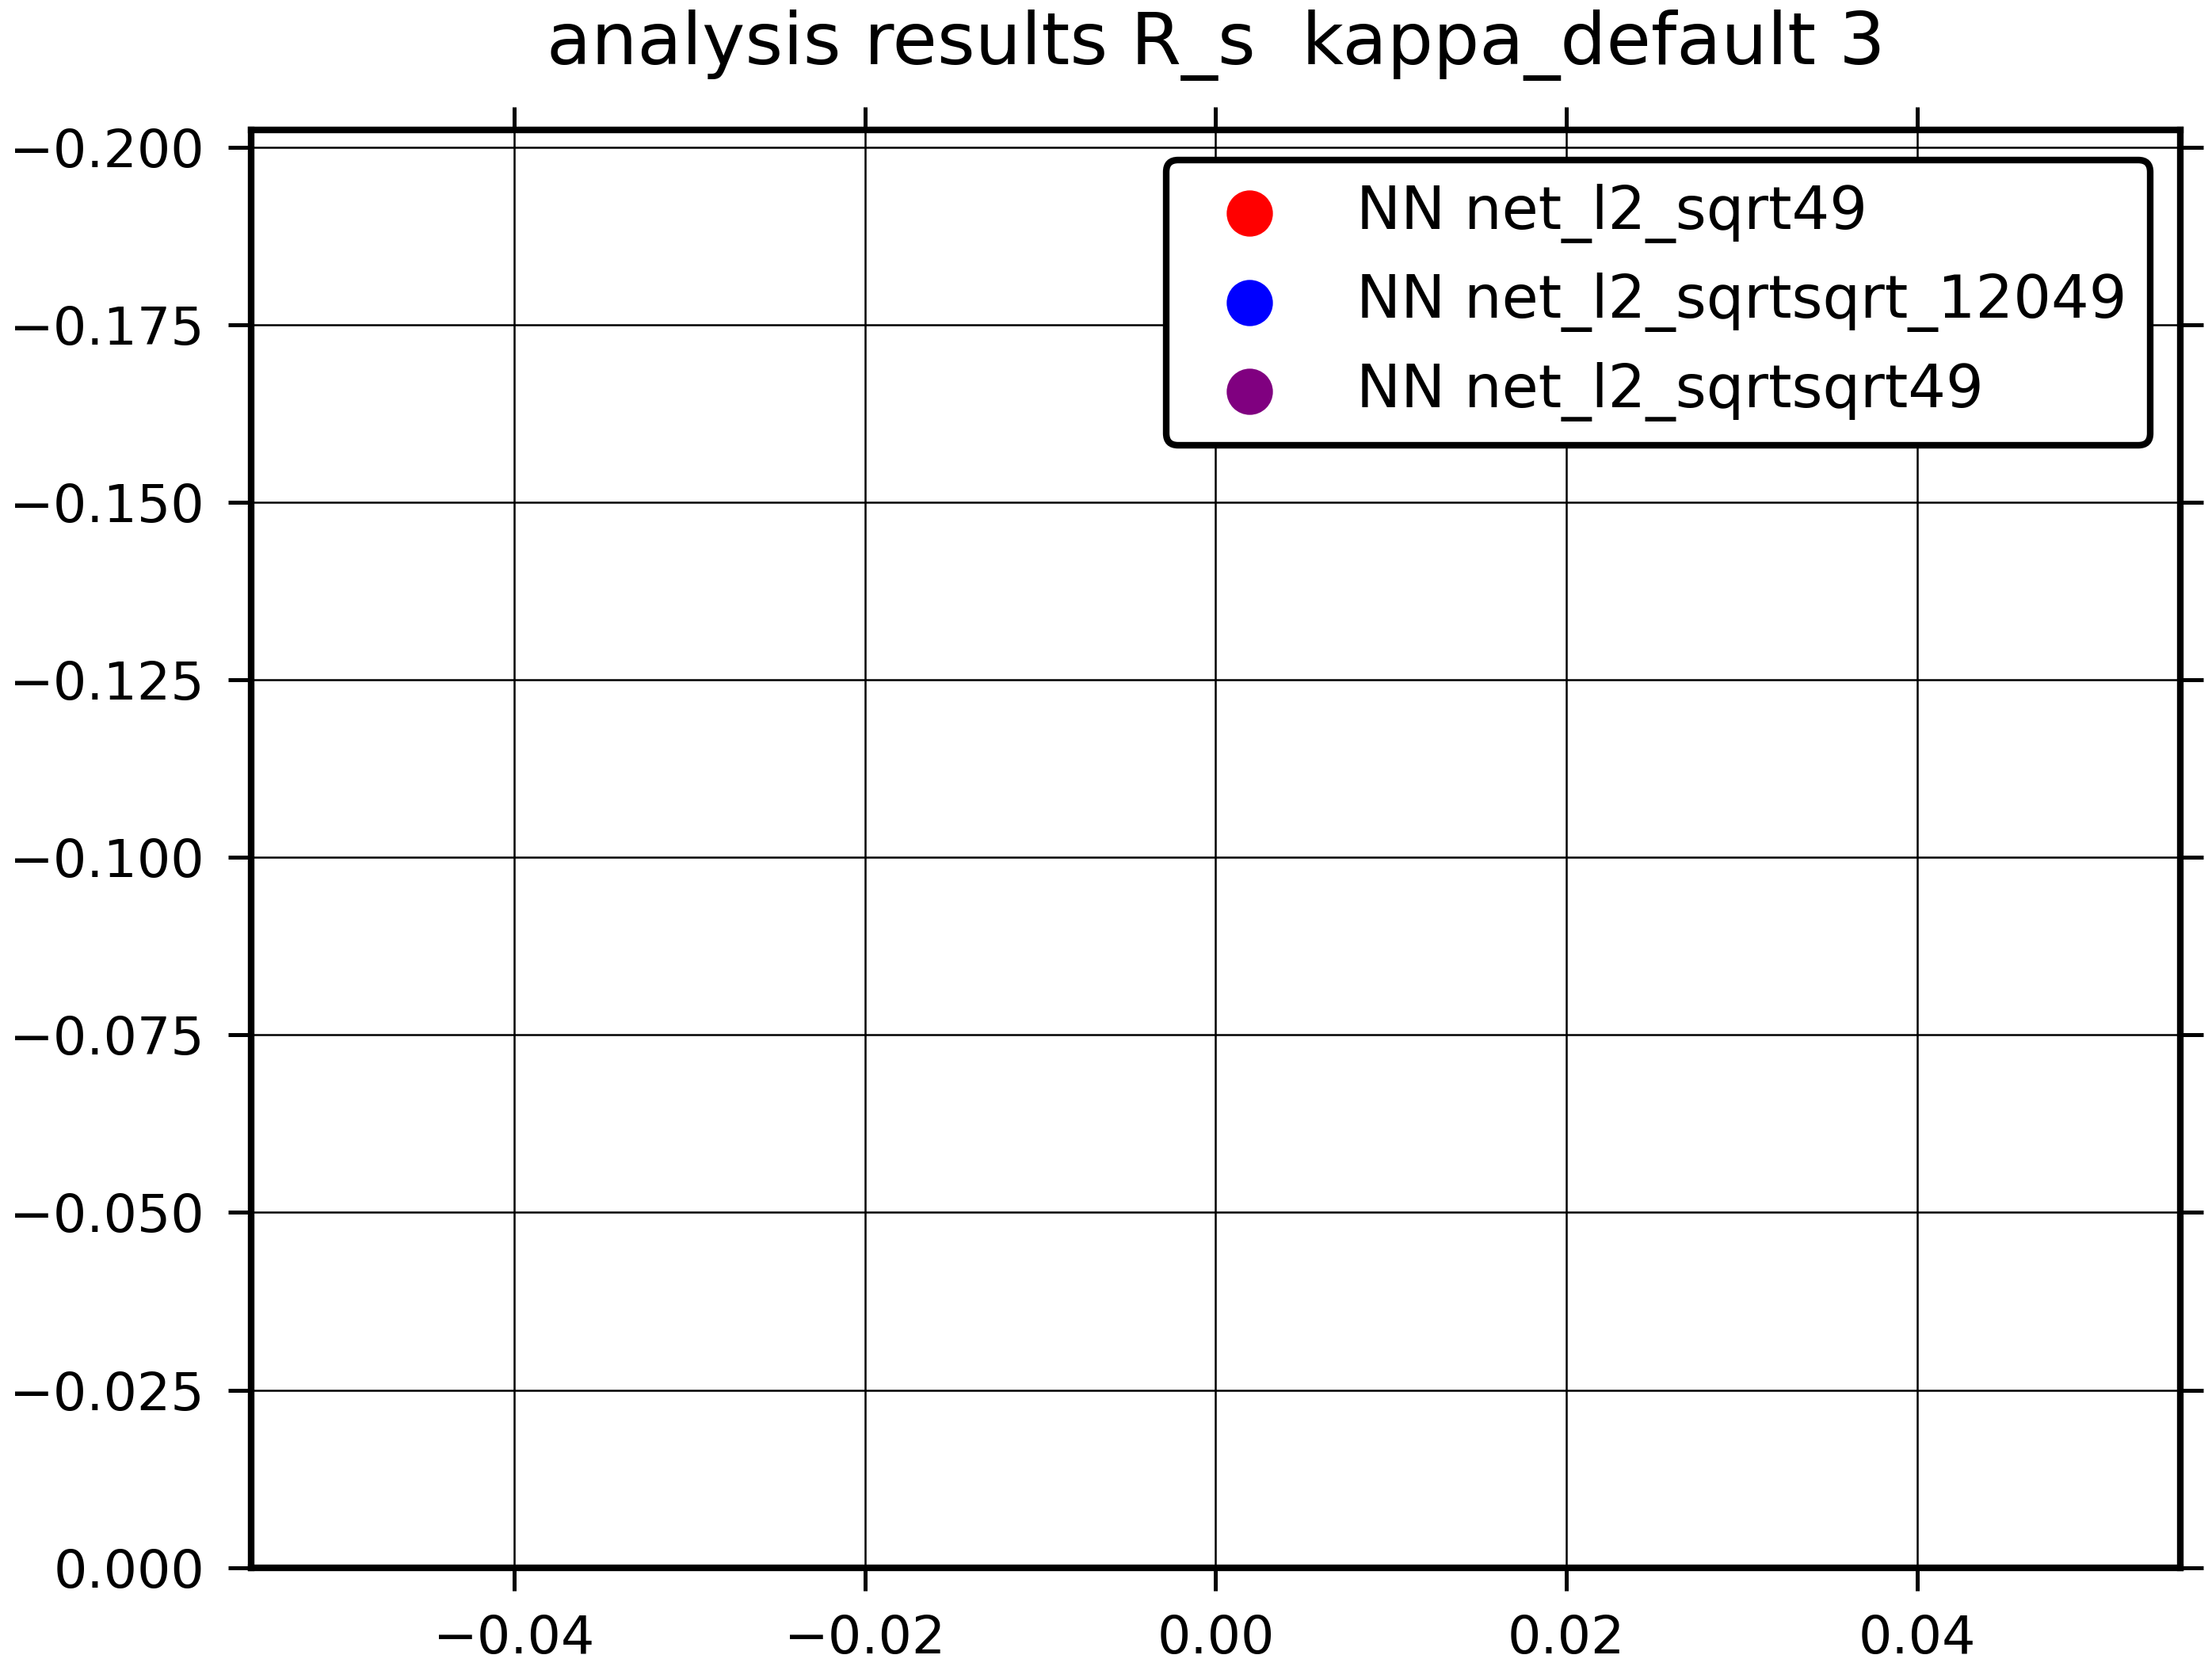 analysis results R_s  kappa_default 3
−0.200
−0.175
−0.150
−0.125
−0.100
−0.075
−0.050
−0.025
0.000
NN net_l2_sqrt49
NN net_l2_sqrtsqrt_12049
NN net_l2_sqrtsqrt49
−0.04 −0.02 0.00 0.02 0.04